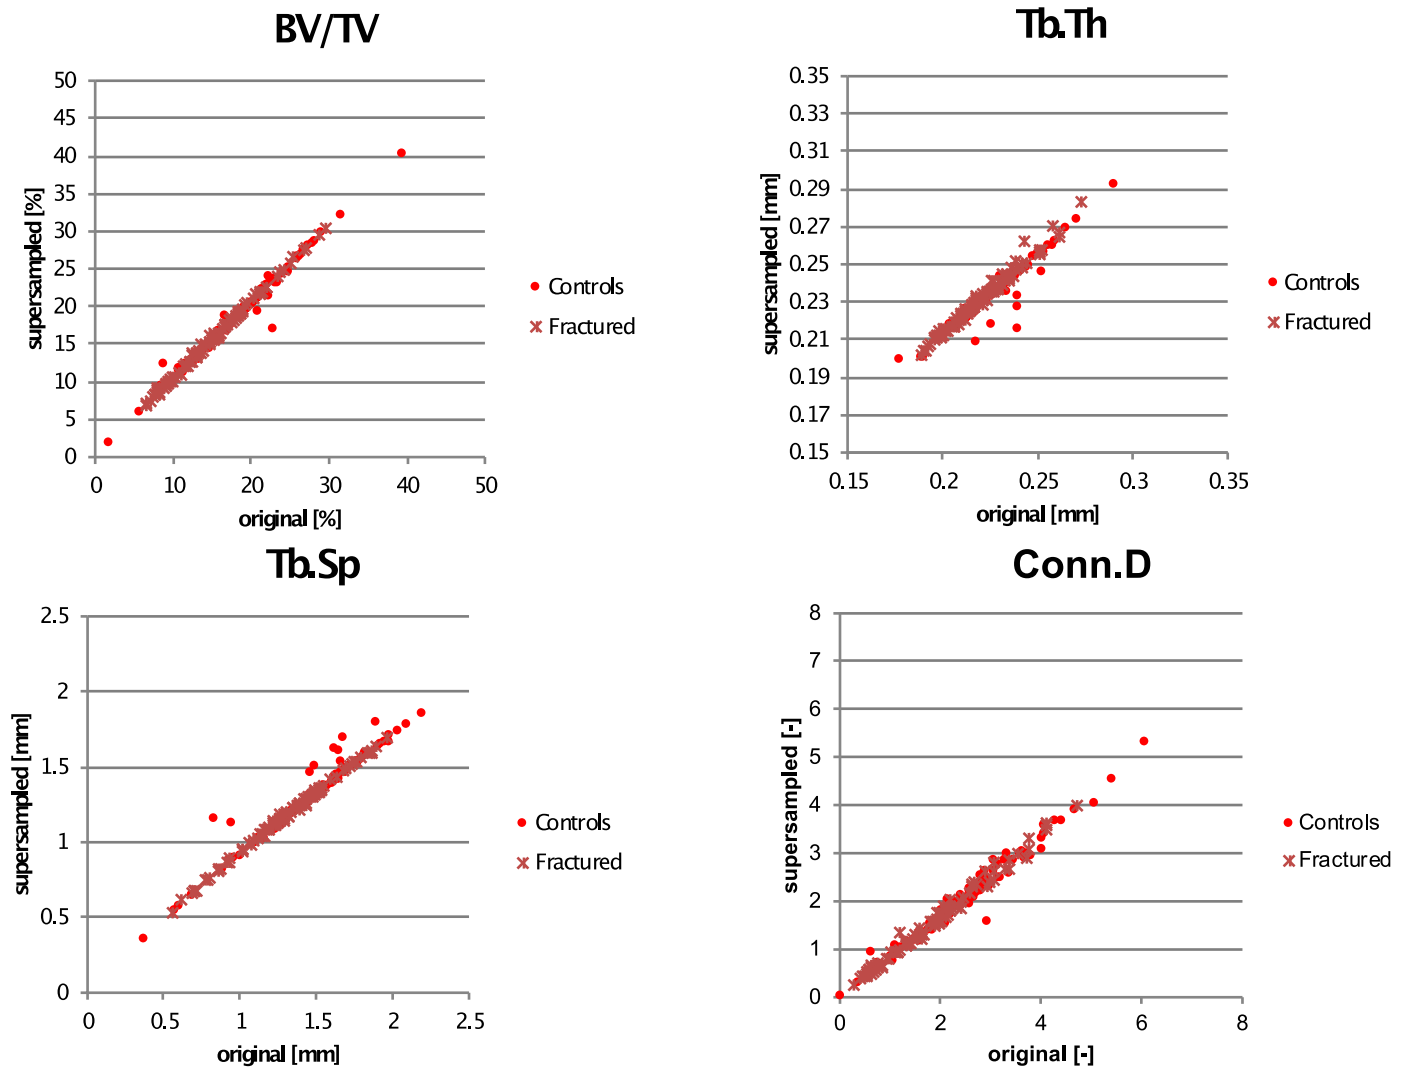 BV/TV
50
45
40
35
30
25
20
15
10
5
0
supersampled [%]
0 10 20 30 40 50
original [%]
Controls
Fractured
Tb.Th
0.35
0.33
0.31
0.29
0.27
0.25
0.23
0.21
0.19
0.17
0.15
supersampled [mm]
0.15 0.2 0.25 0.3 0.35
original [mm]
Controls
Fractured
Tb.Sp
2.5
2
1.5
1
0.5
0
supersampled [mm]
0 0.5 1 1.5 2 2.5
original [mm]
Controls
Fractured
Conn.D
8
7
6
5
4
3
2
1
0
supersampled [-]
0 2 4 6 8
original [-]
Controls
Fractured